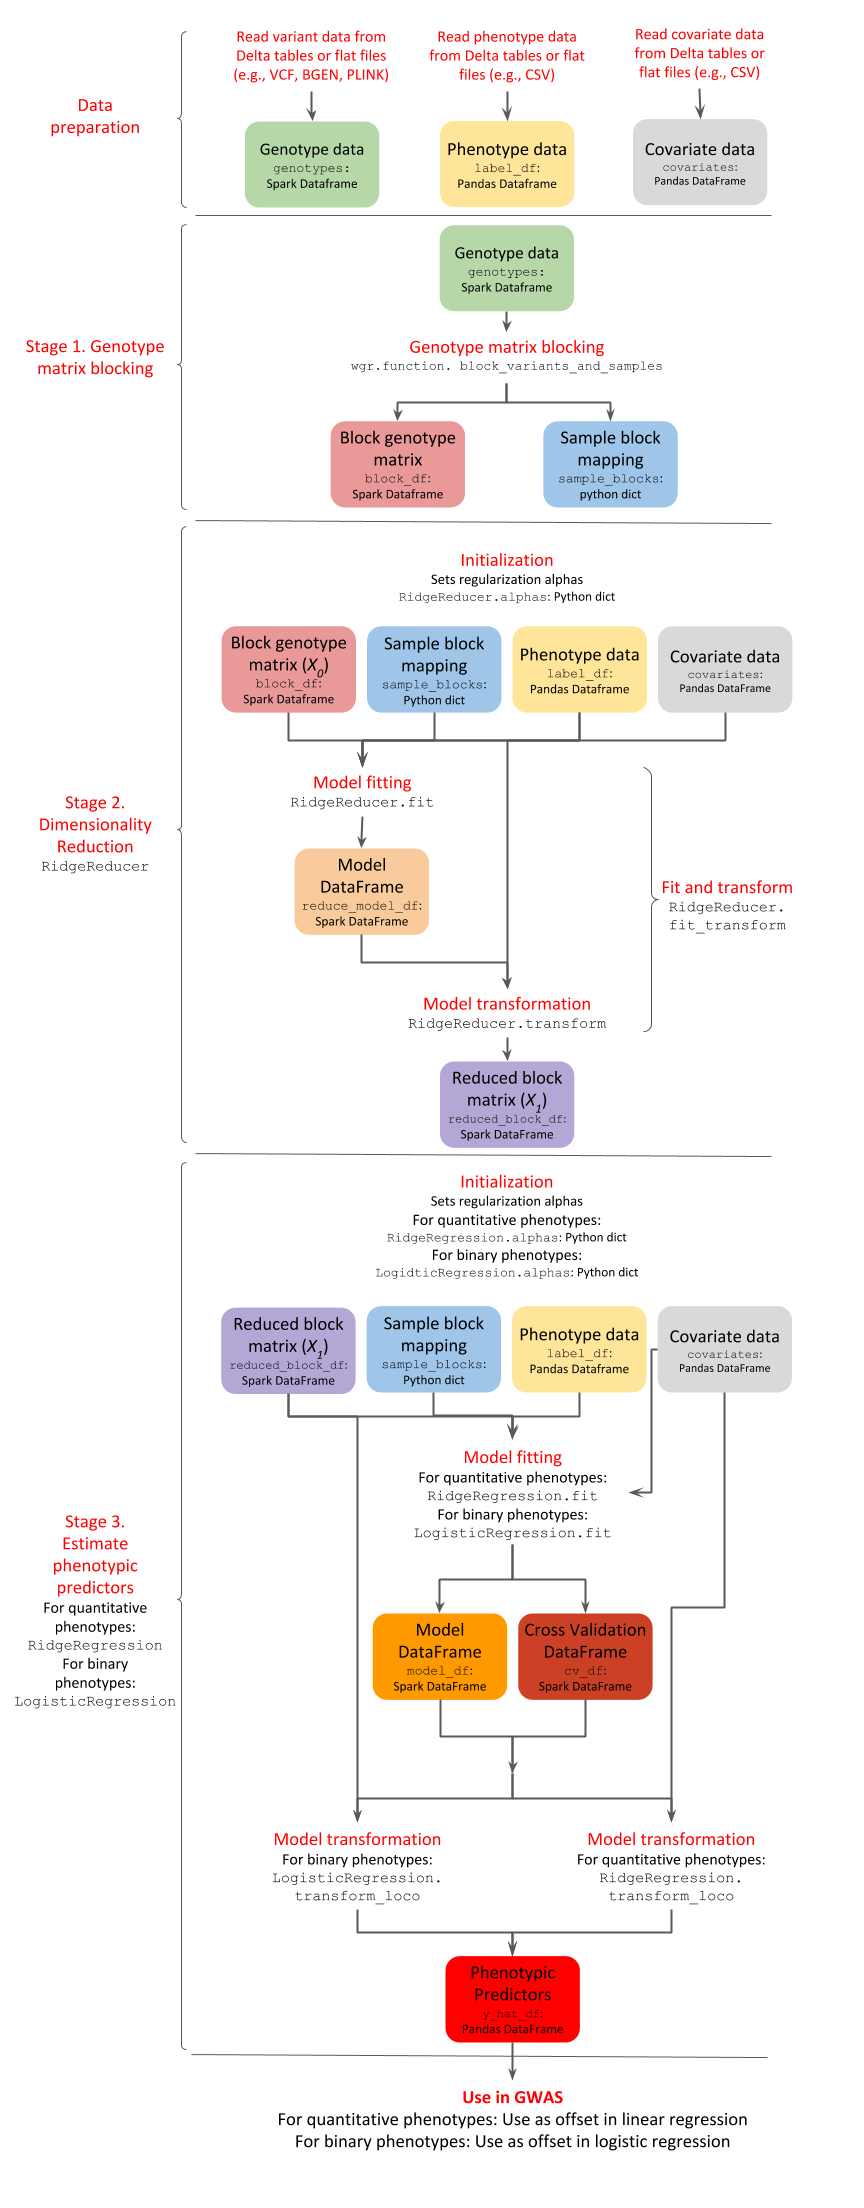 Read variant data from
Delta tables or flat files
(e.g., VCF, BGEN, PLINK)
Read phenotype data
from Delta tables or flat
files (e.g., CSV)
Read covariate data
from Delta tables or
flat files (e.g., CSV)
Data
preparation
Genotype data
genotypes:
Spark Dataframe
Phenotype data
label_df:
Pandas Dataframe
Covariate data
covariates:
Pandas DataFrame
Stage 1. Genotype
matrix blocking
Genotype data
genotypes:
Spark Dataframe
Genotype matrix blocking
wgr.function. block_variants_and_samples
Block genotype
matrix
block_df:
Spark Dataframe
Sample block
mapping
sample_blocks:
python dict
Stage 2.
Dimensionality
Reduction
RidgeReducer
Initialization
Sets regularization alphas
RidgeReducer.alphas: Python dict
Block genotype
matrix (X0)
block_df:
Spark Dataframe
Sample block
mapping
sample_blocks:
Python dict
Phenotype data
label_df:
Pandas Dataframe
Covariate data
covariates:
Pandas DataFrame
Model fitting
RidgeReducer.fit
Model
DataFrame
reduce_model_df:
Spark DataFrame
Fit and transform
RidgeReducer.
fit_transform
Model transformation
RidgeReducer.transform
Reduced block
matrix (X1)
reduced_block_df:
Spark DataFrame
Stage 3.
Estimate
phenotypic
predictors
For quantitative
phenotypes:
RidgeRegression
For binary
phenotypes:
LogisticRegression
Initialization
Sets regularization alphas
For quantitative phenotypes:
RidgeRegression.alphas: Python dict
For binary phenotypes:
LogidticRegression.alphas: Python dict
Reduced block
matrix (X1)
reduced_block_df:
Spark DataFrame
Sample block
mapping
sample_blocks:
Python dict
Phenotype data
label_df:
Pandas Dataframe
Covariate data
covariates:
Pandas DataFrame
Model fitting
For quantitative phenotypes:
RidgeRegression.fit
For binary phenotypes:
LogisticRegression.fit
Model
DataFrame
model_df:
Spark DataFrame
Cross Validation
DataFrame
cv_df:
Spark DataFrame
Model transformation
For binary phenotypes:
LogisticRegression.
transform_loco
Model transformation
For quantitative phenotypes:
RidgeRegression.
transform_loco
Phenotypic
Predictors
y_hat_df:
Pandas DataFrame
Use in GWAS
For quantitative phenotypes: Use as offset in linear regression
For binary phenotypes: Use as offset in logistic regression